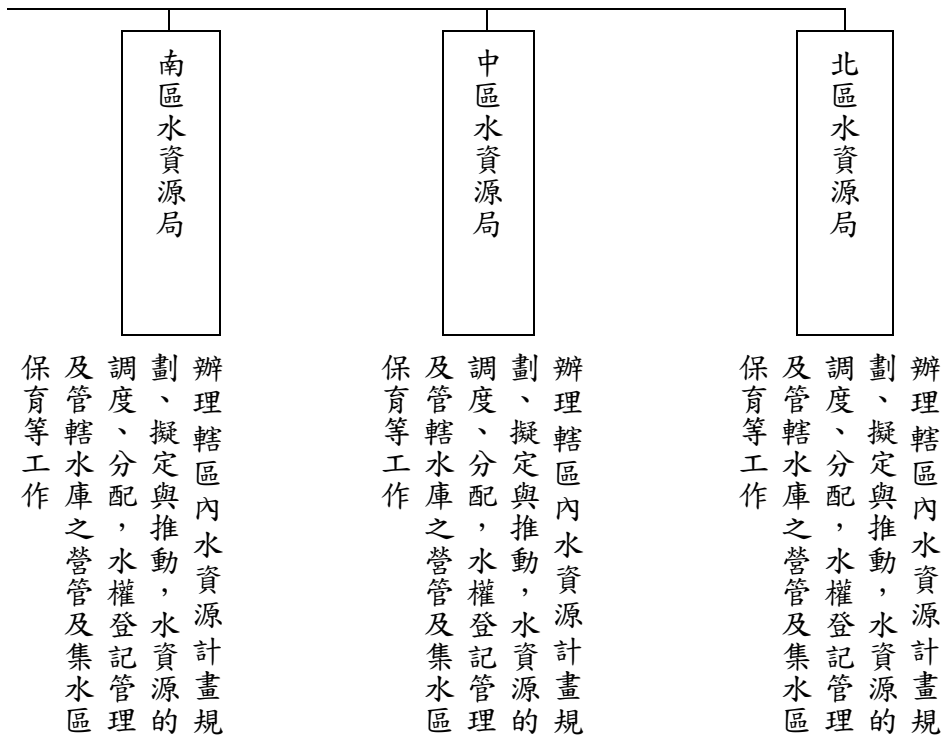 北區水資源局
辦理轄區內水資源計畫規
劃、擬定與推動，水資源的
調度、分配，水權登記管理
及管轄水庫之營管及集水區
保育等工作
中區水資源局
辦理轄區內水資源計畫規
劃、擬定與推動，水資源的
調度、分配，水權登記管理
及管轄水庫之營管及集水區
保育等工作
南區水資源局
辦理轄區內水資源計畫規
劃、擬定與推動，水資源的
調度、分配，水權登記管理
及管轄水庫之營管及集水區
保育等工作